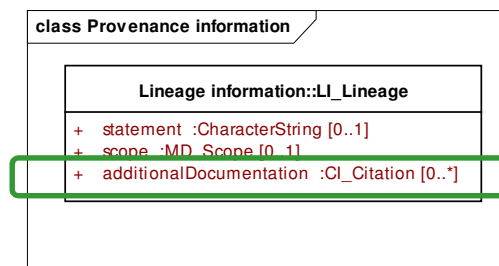 class Provenance information
Lineage information::LI_Lineage
+ statement :CharacterString [0..1]
+ scope :MD_Scope [0..1]
+ additionalDocumentation :CI_Citation [0..*]